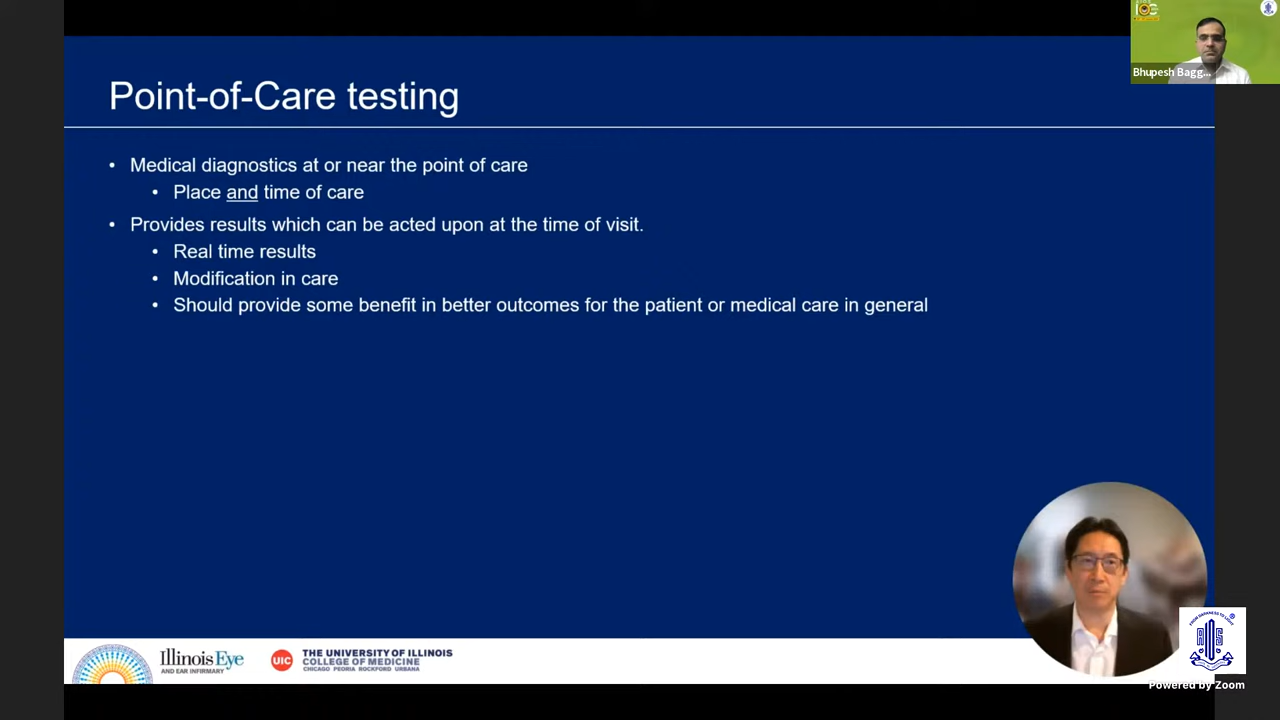 Point-of-Care testing
• Medical diagnostics at or near the point of care
• Place and time of care
• Provides results which can be acted upon at the time of visit.
• Real time results
• Modification in care
• Should provide some benefit in better outcomes for the patient or medical care in general
Bhupesh Bagg...
Illinois Eye
AND EAR INFIRMARY
UIC
THE UNIVERSITY OF ILLINOIS
COLLEGE OF MEDICINE
CHICAGO PEORIA ROCKFORD URBANA
Powered by Zoom